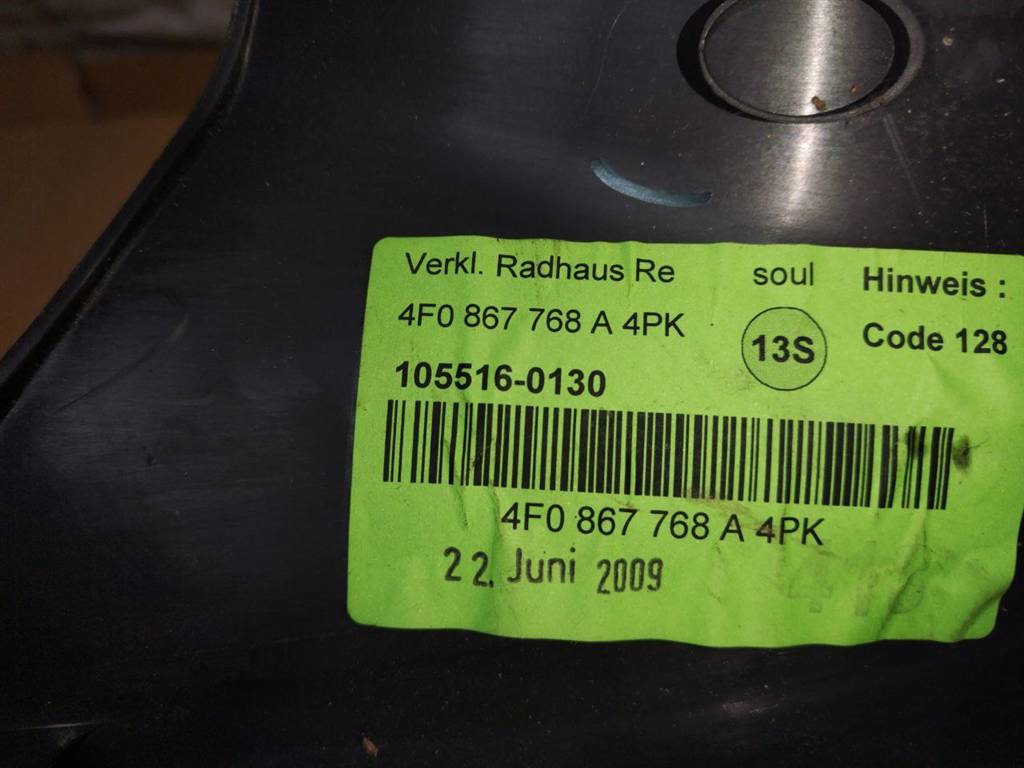 Verkl. Radhaus Re soul Hinweis :
4F0 867 768 A 4PK 13S Code 128
105516-0130
4F0 867 768 A 4PK
22. Juni 2009